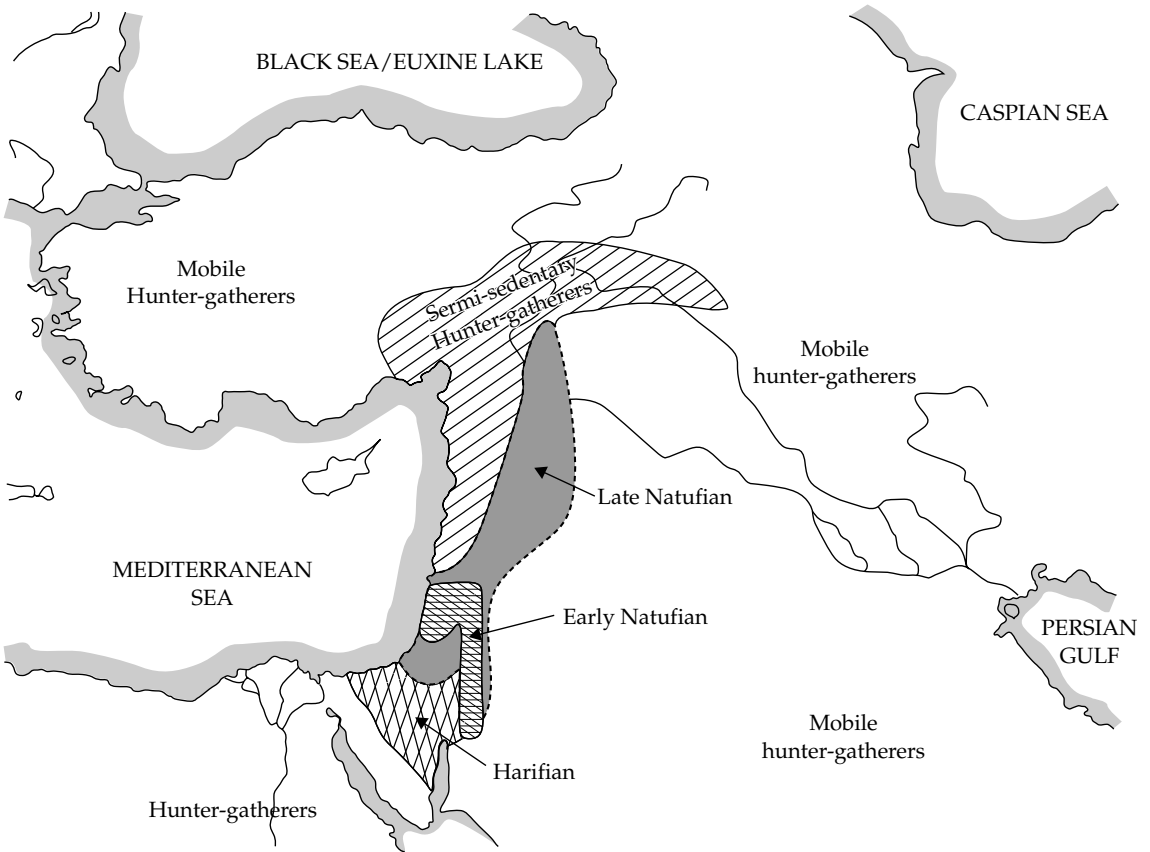 BLACK SEA/EUXINE LAKE
CASPIAN SEA
Mobile
Hunter-gatherers
Sermi-sedentary
Hunter-gatherers
Mobile
hunter-gatherers
Late Natufian
MEDITERRANEAN
SEA
Early Natufian
PERSIAN
GULF
Mobile
hunter-gatherers
Harifian
Hunter-gatherers